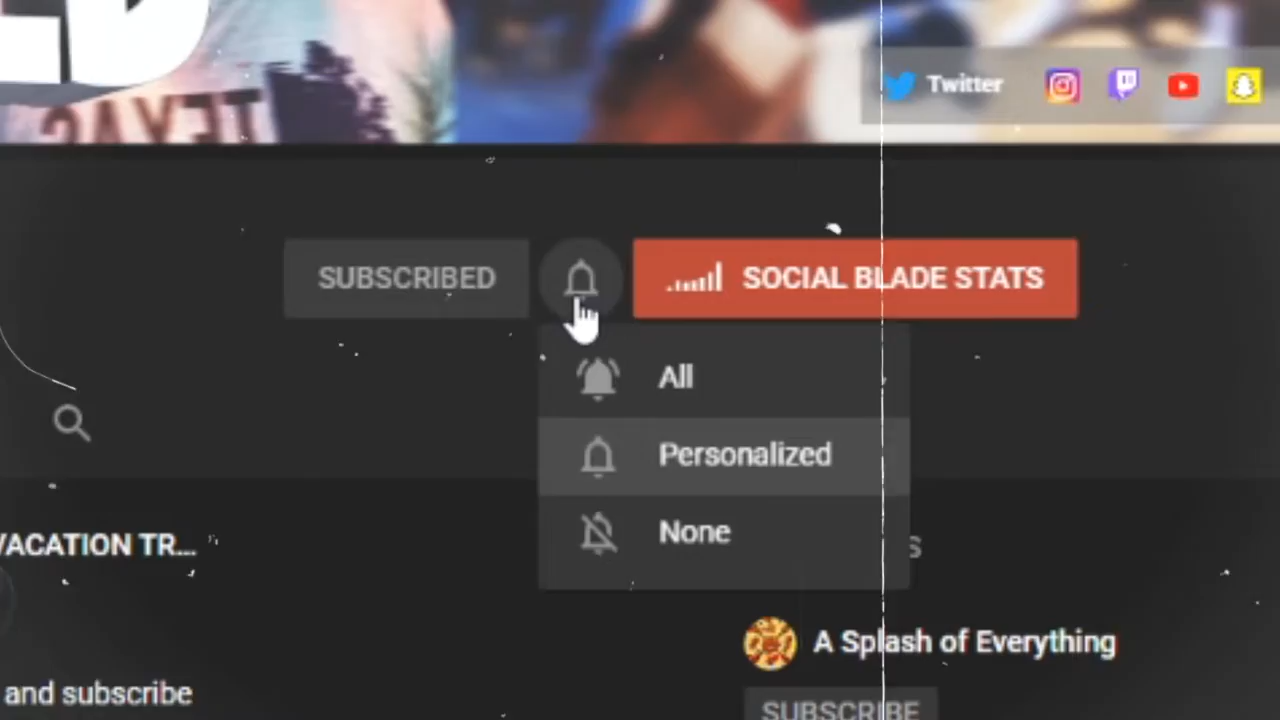 Twitter
SUBSCRIBED
SOCIAL BLADE STATS
All
Personalized
None
VACATION TR...
S
A Splash of Everything
and subscribe
SUBSCRIBE